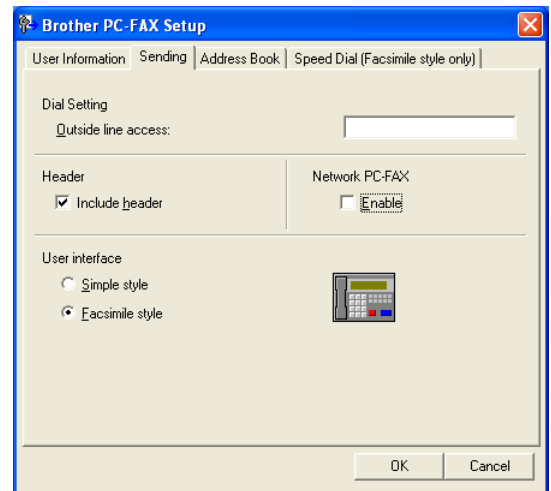 Brother PC-FAX Setup
User Information Sending Address Book Speed Dial (Facsimile style only)
Dial Setting
Outside line access:
Header Network PC-FAX
Include header Enable
User interface
Simple style
Facsimile style
OK Cancel